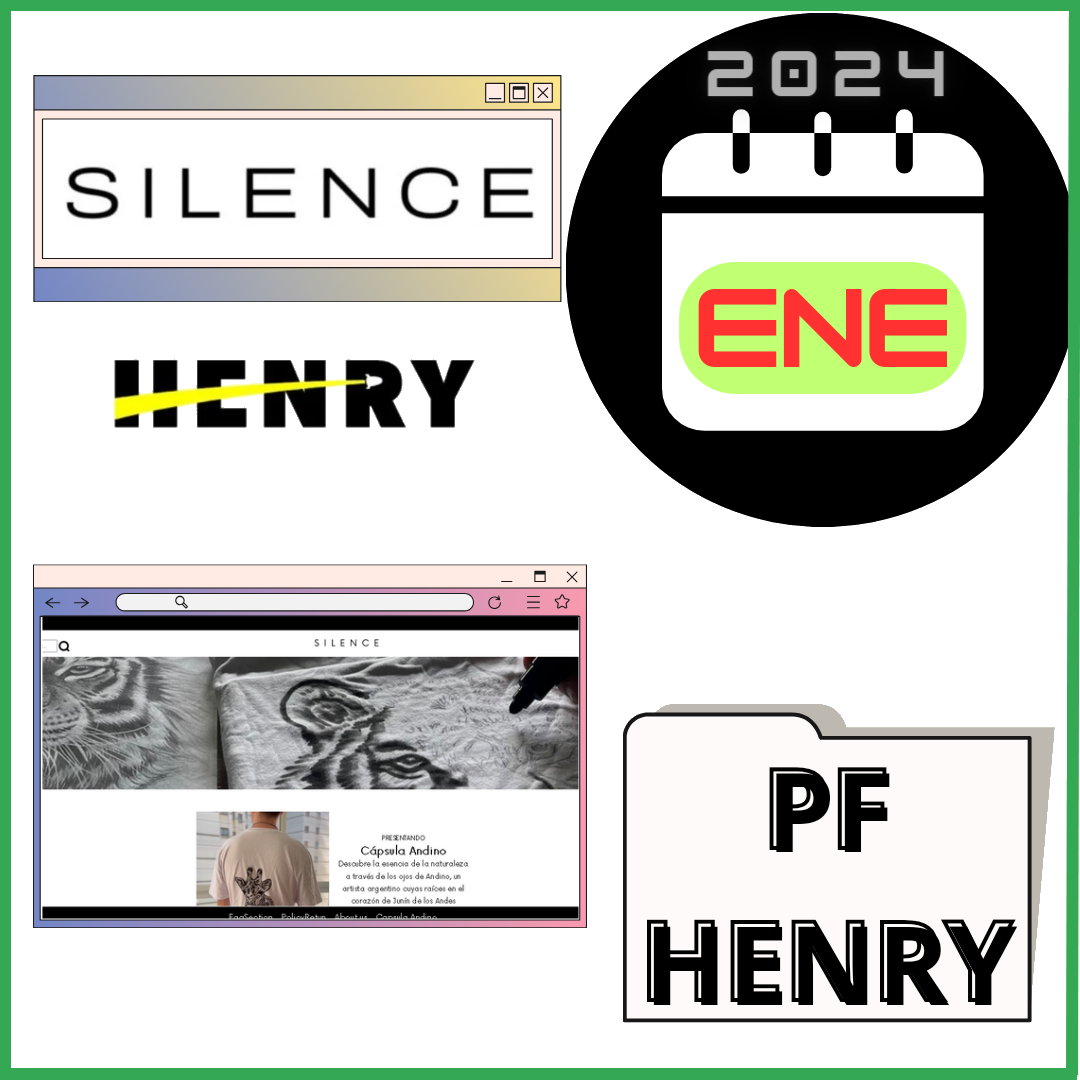 SILENCE
2024
ENE
HENRY
SILENCE
PRESENTANDO
Cápsula Andino
Descubre la esencia de la naturaleza
a través de los ojos de Andino, un
artista argentino cuyas raíces en el
corazón de Junín de los Andes
FaqSection PolicyRetun About us Capsula Andino
PF
HENRY